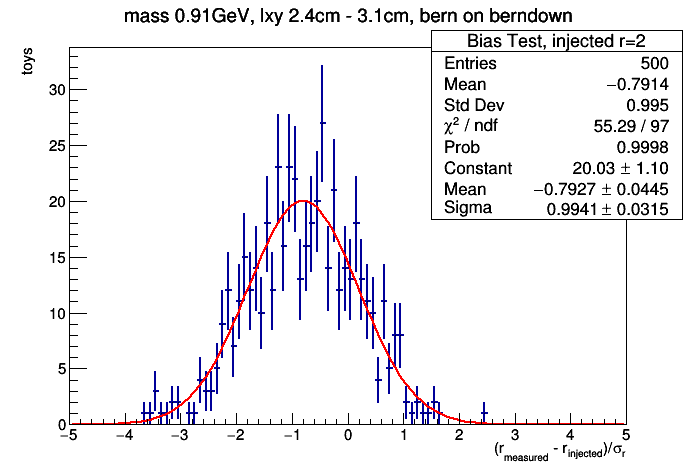 mass 0.91GeV, lxy 2.4cm - 3.1cm, bern on berndown
Bias Test, injected r=2
Entries 500
Mean −0.7914
Std Dev 0.995
χ² / ndf 55.29 / 97
Prob 0.9998
Constant 20.03 ± 1.10
Mean −0.7927 ± 0.0445
Sigma 0.9941 ± 0.0315
toys
30
25
20
15
10
5
0
−5 −4 −3 −2 −1 0 1 2 3 4 5
(r_measured - r_injected)/σ_r